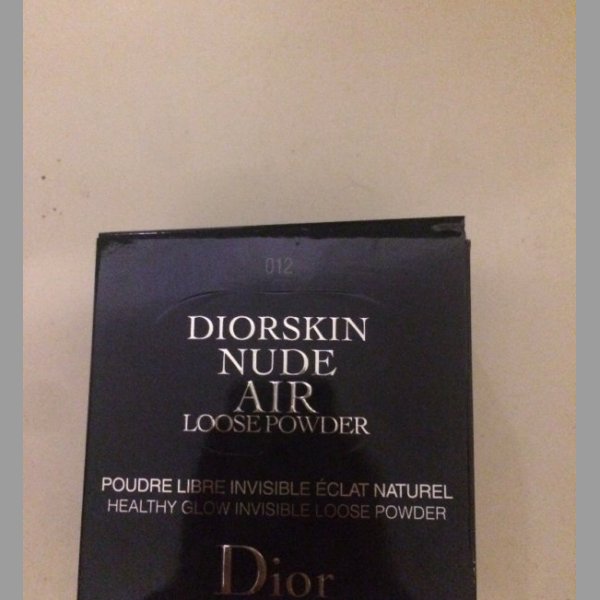 012
DIORSKIN
NUDE
AIR
LOOSE POWDER
POUDRE LIBRE INVISIBLE ÉCLAT NATUREL
HEALTHY GLOW INVISIBLE LOOSE POWDER
Dior